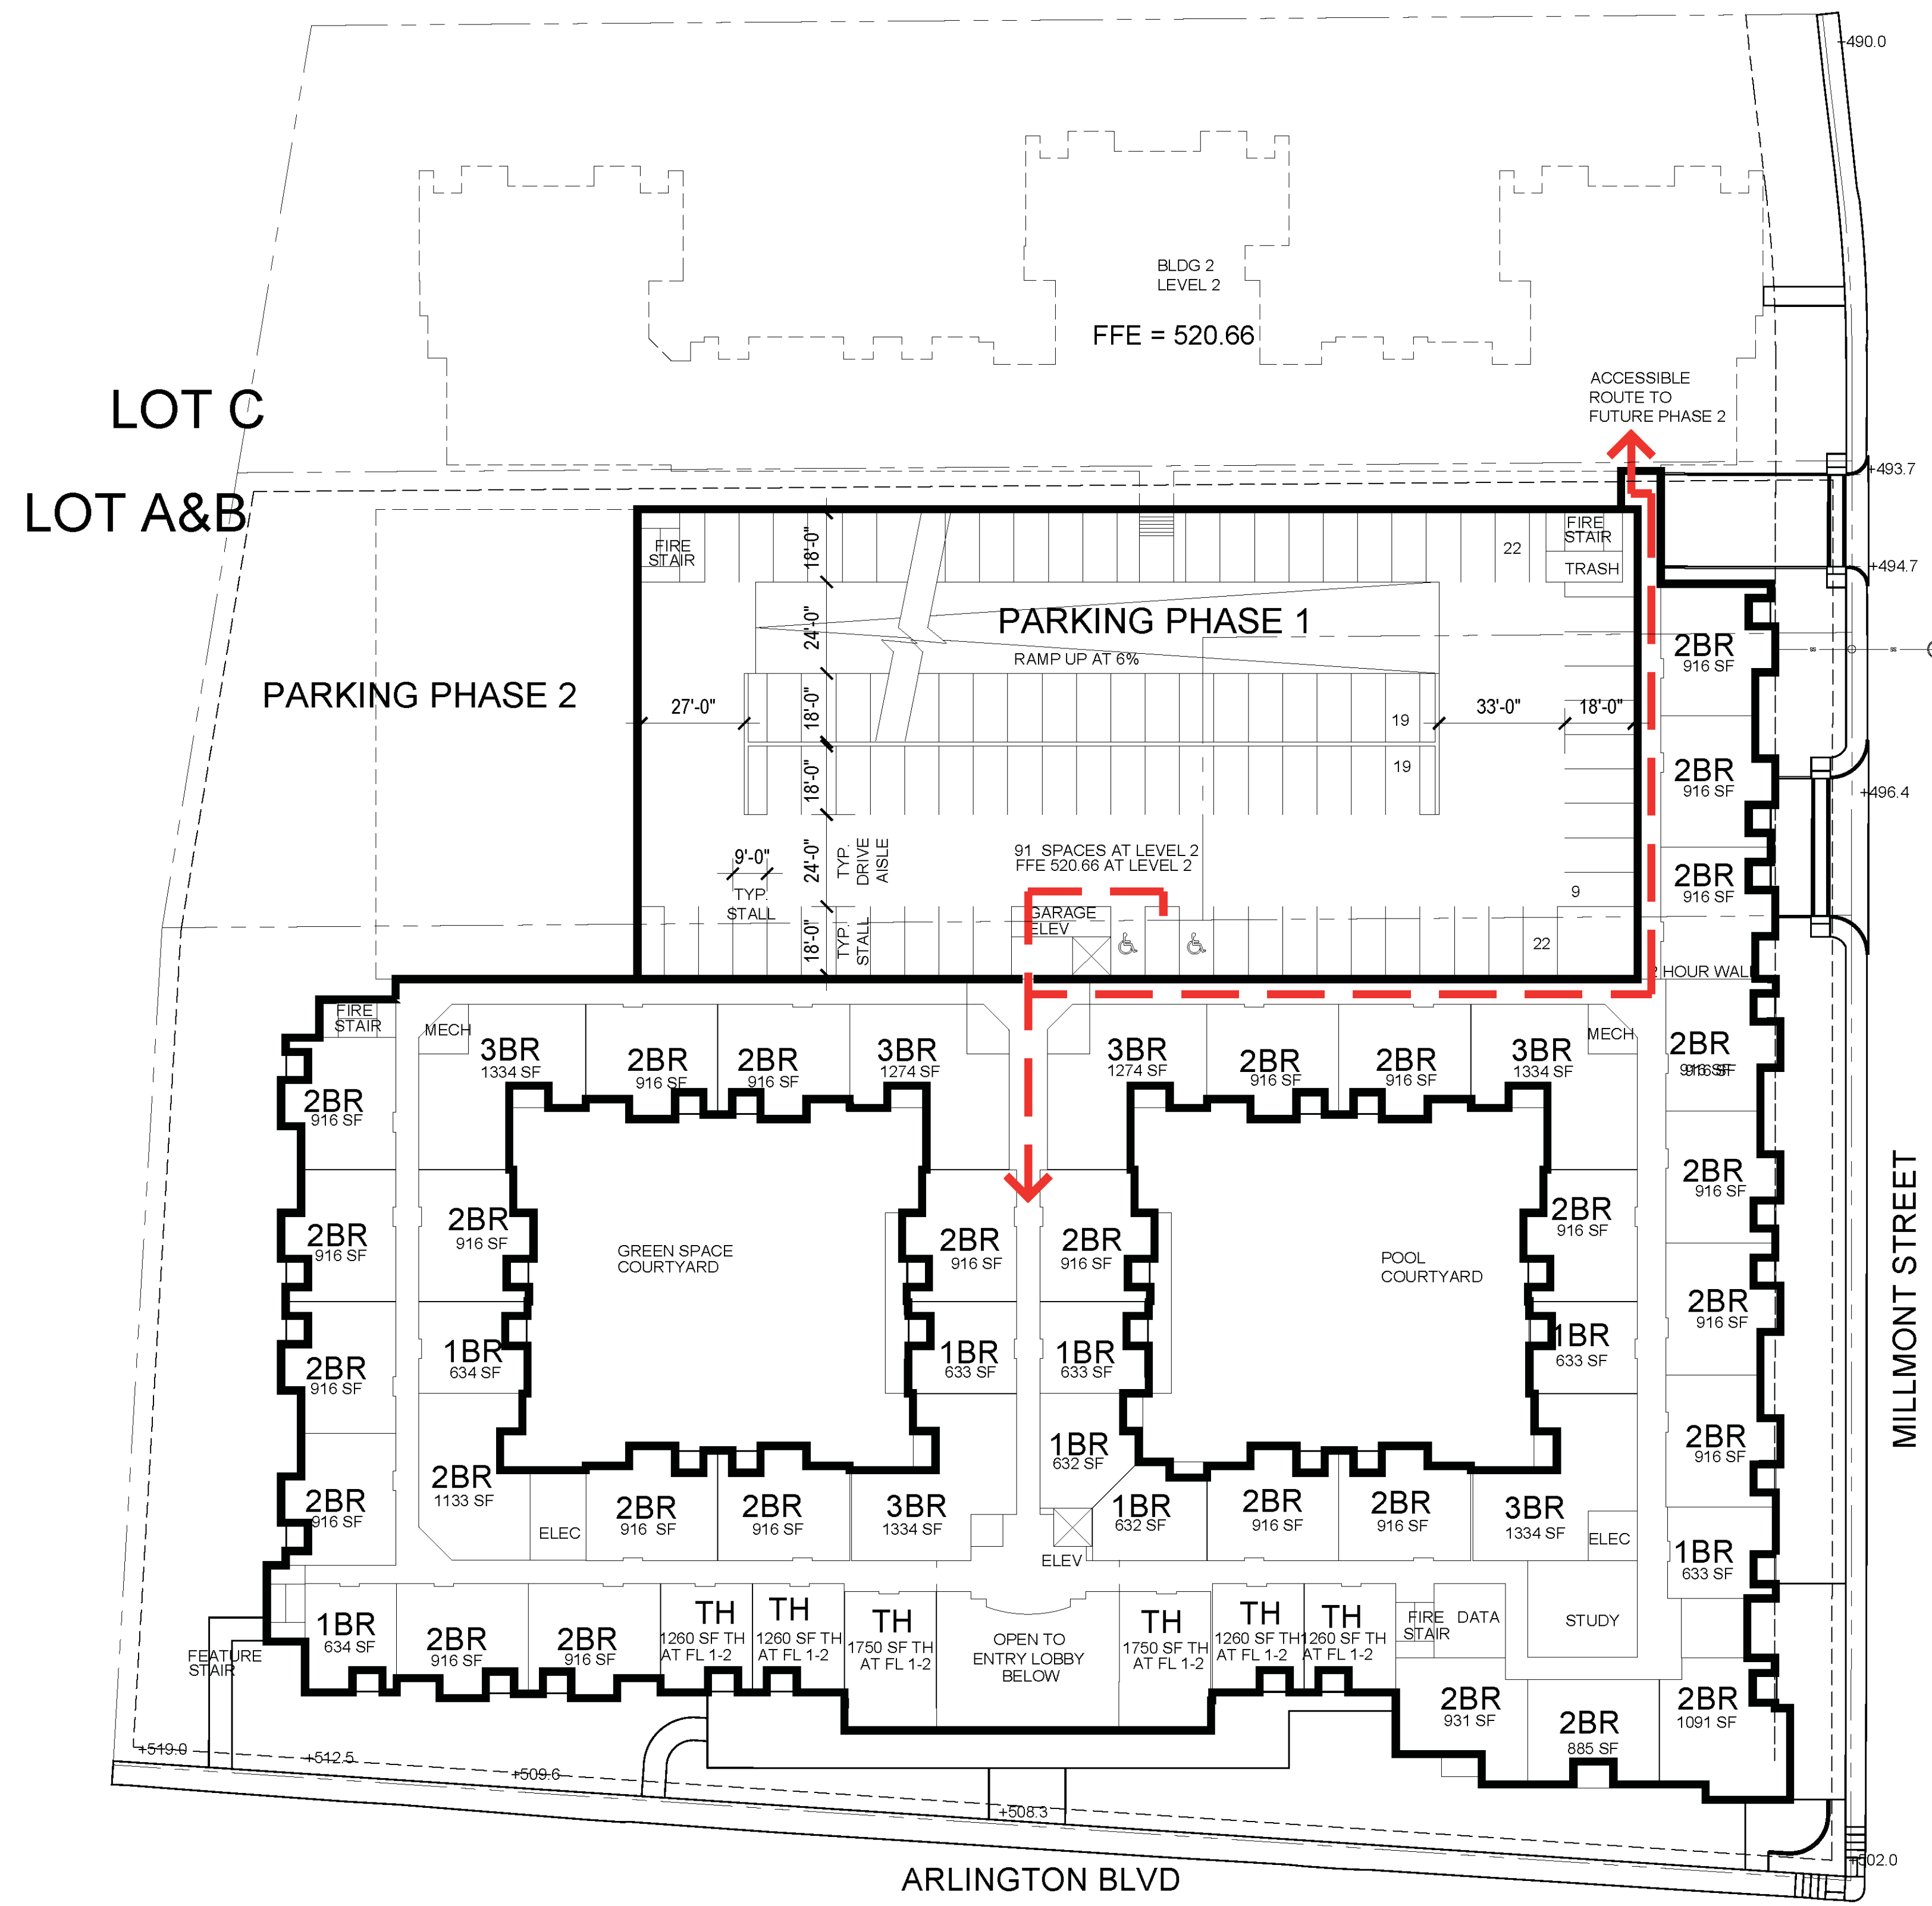 +490.0
BLDG 2
LEVEL 2
FFE = 520.66
ACCESSIBLE
ROUTE TO
FUTURE PHASE 2
LOT C
LOT A&B
+493.7
+494.7
+496.4
FIRE
STAIR
18'-0"
22
FIRE
STAIR
TRASH
24'-0"
PARKING PHASE 1
RAMP UP AT 6%
PARKING PHASE 2
27'-0"
18'-0"
19
33'-0"
18'-0"
19
18'-0"
9'-0"
TYP.
STALL
24'-0"
TYP.
DRIVE
AISLE
91 SPACES AT LEVEL 2
FFE 520.66 AT LEVEL 2
9
18'-0"
TYP.
STALL
GARAGE
ELEV
22
2BR
916 SF
2BR
916 SF
2BR
916 SF
2 HOUR WALL
FIRE
STAIR
MECH
3BR
1334 SF
2BR
916 SF
2BR
916 SF
3BR
1274 SF
3BR
1274 SF
2BR
916 SF
2BR
916 SF
3BR
1334 SF
MECH
2BR
916 SF
2BR
916 SF
2BR
916 SF
2BR
916 SF
GREEN SPACE
COURTYARD
2BR
916 SF
2BR
916 SF
POOL
COURTYARD
2BR
916 SF
2BR
916 SF
2BR
916 SF
1BR
634 SF
1BR
633 SF
1BR
633 SF
1BR
633 SF
2BR
916 SF
MILLMONT STREET
2BR
916 SF
2BR
1133 SF
ELEC
2BR
916 SF
2BR
916 SF
3BR
1334 SF
1BR
632 SF
1BR
632 SF
ELEV
2BR
916 SF
2BR
916 SF
3BR
1334 SF
ELEC
2BR
916 SF
1BR
633 SF
FEATURE
STAIR
1BR
634 SF
2BR
916 SF
2BR
916 SF
TH
1260 SF TH
AT FL 1-2
TH
1260 SF TH
AT FL 1-2
TH
1750 SF TH
AT FL 1-2
OPEN TO
ENTRY LOBBY
BELOW
TH
1750 SF TH
AT FL 1-2
TH
1260 SF TH
AT FL 1-2
TH
1260 SF TH
AT FL 1-2
FIRE
STAIR
DATA
STUDY
2BR
931 SF
2BR
885 SF
2BR
1091 SF
+519.0
+512.5
+509.6
+508.3
+502.0
ARLINGTON BLVD